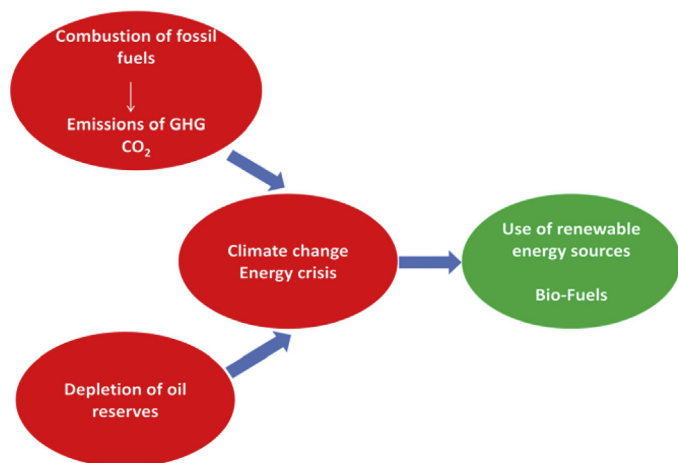 Combustion of fossil
fuels
Emissions of GHG
CO₂
Climate change
Energy crisis
Use of renewable
energy sources
Bio-Fuels
Depletion of oil
reserves